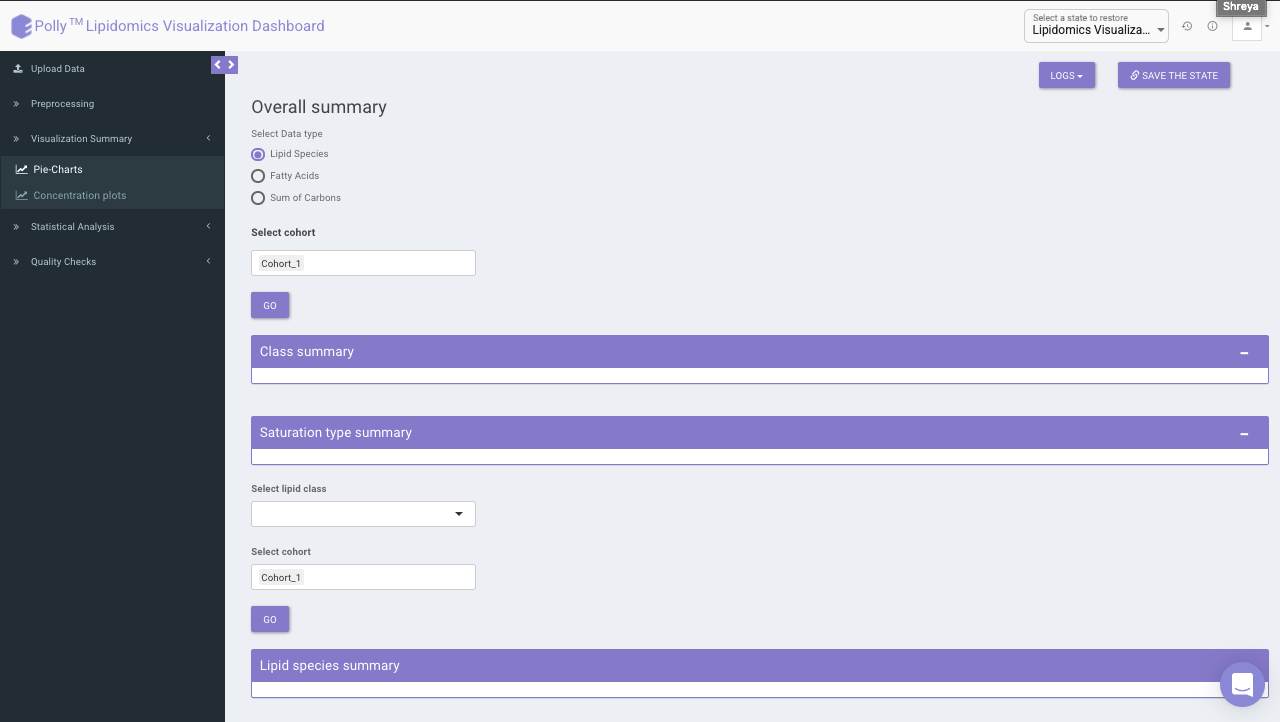 Shreya
Polly TM Lipidomics Visualization Dashboard
Select a state to restore
Lipidomics Visualiza...
Upload Data
Preprocessing
Visualization Summary
Pie-Charts
Concentration plots
Statistical Analysis
Quality Checks
LOGS
SAVE THE STATE
Overall summary
Select Data type
Lipid Species
Fatty Acids
Sum of Carbons
Select cohort
Cohort_1
GO
Class summary
Saturation type summary
Select lipid class
Select cohort
Cohort_1
GO
Lipid species summary